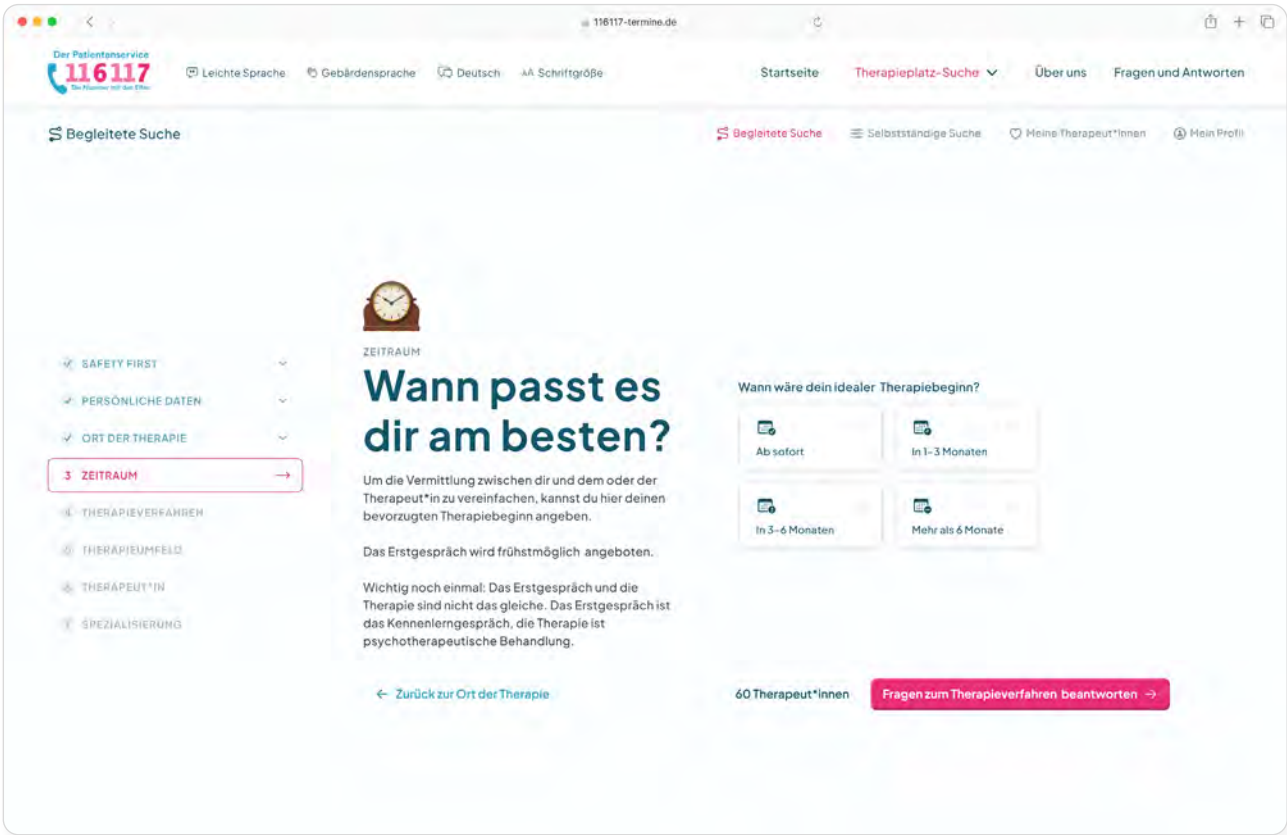 116117-termine.de
Der Patientenservice
116117
Die Nummer mit den Elfen
Leichte Sprache
Gebärdensprache
Deutsch
AA Schriftgröße
Startseite
Therapieplatz-Suche
Über uns
Fragen und Antworten
Begleitete Suche
Begleitete Suche
Selbstständige Suche
Meine Therapeut*innen
Mein Profil
SAFETY FIRST
PERSÖNLICHE DATEN
ORT DER THERAPIE
3 ZEITRAUM
THERAPIEVERFAHREN
THERAPIEUMFELD
THERAPEUT*IN
SPEZIALISIERUNG
ZEITRAUM
Wann passt es
dir am besten?
Um die Vermittlung zwischen dir und dem oder der
Therapeut*in zu vereinfachen, kannst du hier deinen
bevorzugten Therapiebeginn angeben.
Das Erstgespräch wird frühstmöglich angeboten.
Wichtig noch einmal: Das Erstgespräch und die
Therapie sind nicht das gleiche. Das Erstgespräch ist
das Kennenlerngespräch, die Therapie ist
psychotherapeutische Behandlung.
← Zurück zur Ort der Therapie
Wann wäre dein idealer Therapiebeginn?
Ab sofort
In 1-3 Monaten
In 3-6 Monaten
Mehr als 6 Monate
60 Therapeut*innen
Fragen zum Therapieverfahren beantworten →